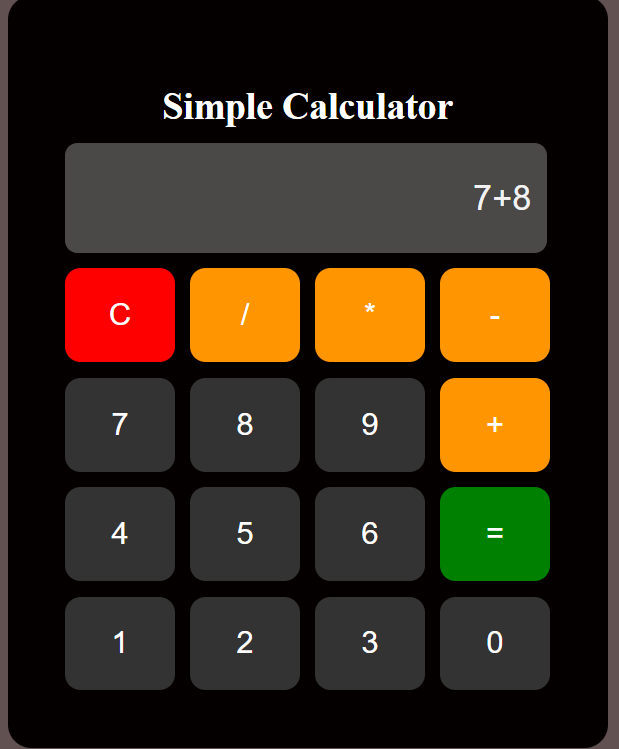 Simple Calculator
7+8
C / * -
7 8 9 +
4 5 6 =
1 2 3 0